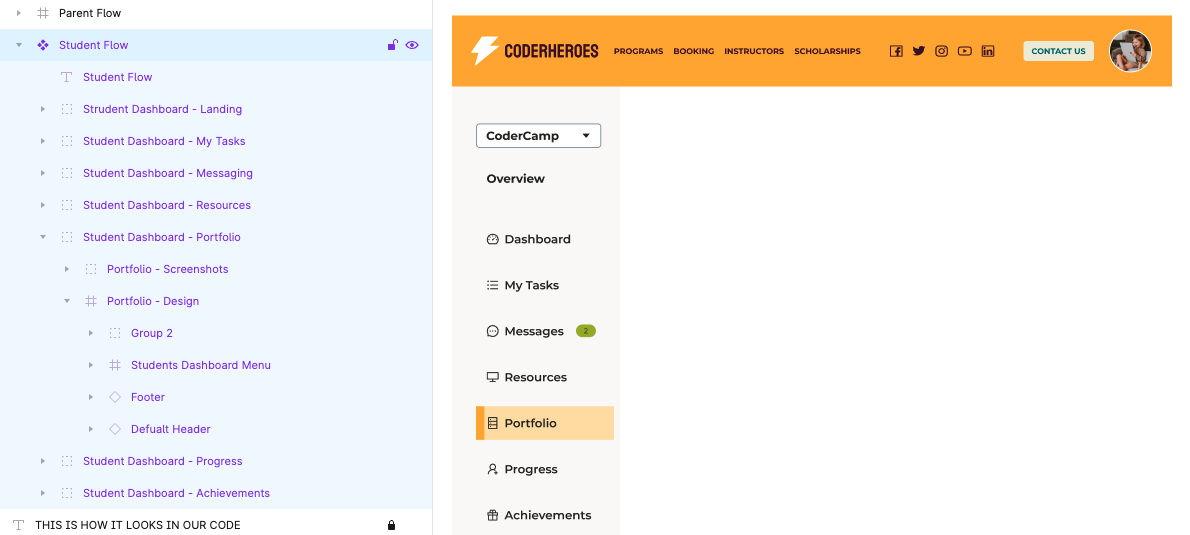 Parent Flow
Student Flow
Student Flow
Strudent Dashboard - Landing
Student Dashboard - My Tasks
Student Dashboard - Messaging
Student Dashboard - Resources
Student Dashboard - Portfolio
Portfolio - Screenshots
Portfolio - Design
Group 2
Students Dashboard Menu
Footer
Defualt Header
Student Dashboard - Progress
Student Dashboard - Achievements
THIS IS HOW IT LOOKS IN OUR CODE
CODERHEROES PROGRAMS BOOKING INSTRUCTORS SCHOLARSHIPS CONTACT US
CoderCamp
Overview
Dashboard
My Tasks
Messages 2
Resources
Portfolio
Progress
Achievements